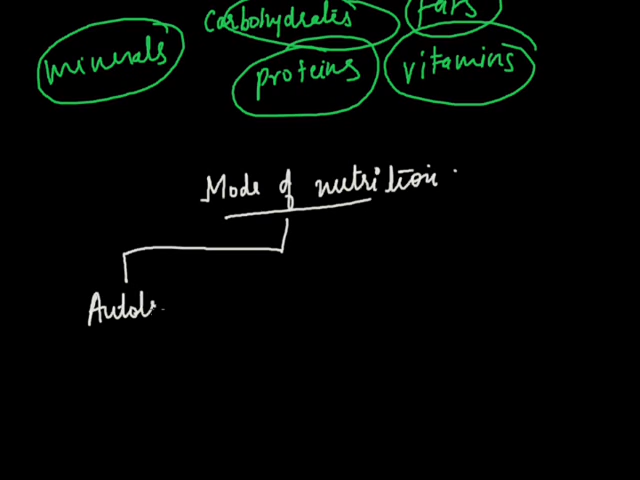 carbohydrates fats
minerals proteins vitamins
Mode of nutrition